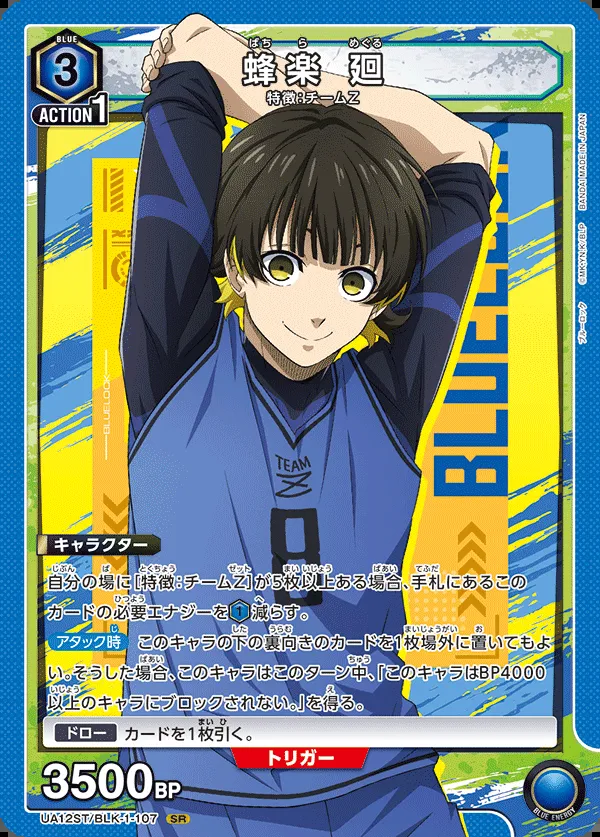 BLUE
3
ACTION 1
ばち ら めぐる
蜂楽 廻
特徴:チームZ
BLUELOCK
BLUELOCK
TEAM
Z
8
キャラクター
自分の場に[特徴:チームZ]が5枚以上ある場合、手札にあるこの
カードの必要エナジーを1減らす。
アタック時 このキャラの下の裏向きのカードを1枚場外に置いてもよ
い。そうした場合、このキャラはこのターン中、「このキャラはBP4000
以上のキャラにブロックされない。」を得る。
ドロー カードを1枚引く。
トリガー
3500BP
UA12ST/BLK-1-107 SR
BLUE ENERGY
ブルーロック ©MK,YN,K/BLP BANDAI MADE IN JAPAN